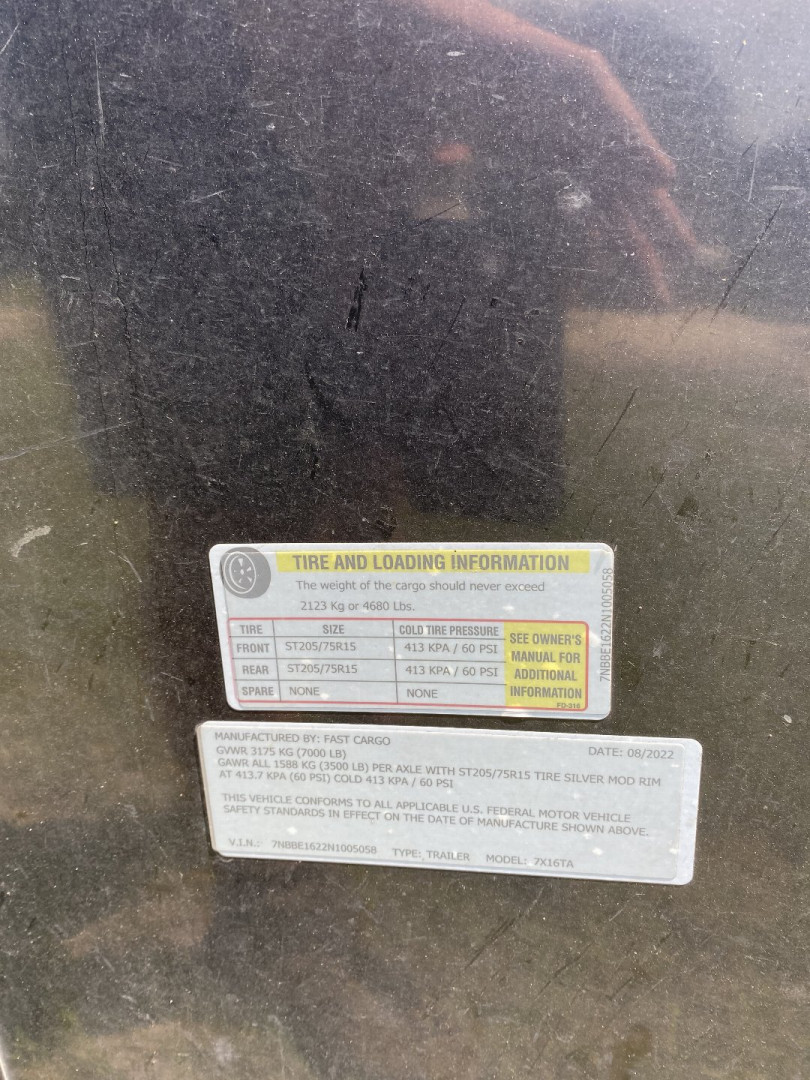 TIRE AND LOADING INFORMATION
The weight of the cargo should never exceed
2123 Kg or 4680 Lbs.
TIRE SIZE COLD TIRE PRESSURE
FRONT ST205/75R15 413 KPA / 60 PSI
REAR ST205/75R15 413 KPA / 60 PSI
SPARE NONE NONE
SEE OWNER'S
MANUAL FOR
ADDITIONAL
INFORMATION
7NBBE1622N1005058
MANUFACTURED BY: FAST CARGO DATE: 08/2022
GVWR 3175 KG (7000 LB)
GAWR ALL 1588 KG (3500 LB) PER AXLE WITH ST205/75R15 TIRE SILVER MOD RIM
AT 413.7 KPA (60 PSI) COLD 413 KPA / 60 PSI
THIS VEHICLE CONFORMS TO ALL APPLICABLE U.S. FEDERAL MOTOR VEHICLE
SAFETY STANDARDS IN EFFECT ON THE DATE OF MANUFACTURE SHOWN ABOVE.
V.I.N.: 7NBBE1622N1005058 TYPE: TRAILER MODEL: 7X16TA